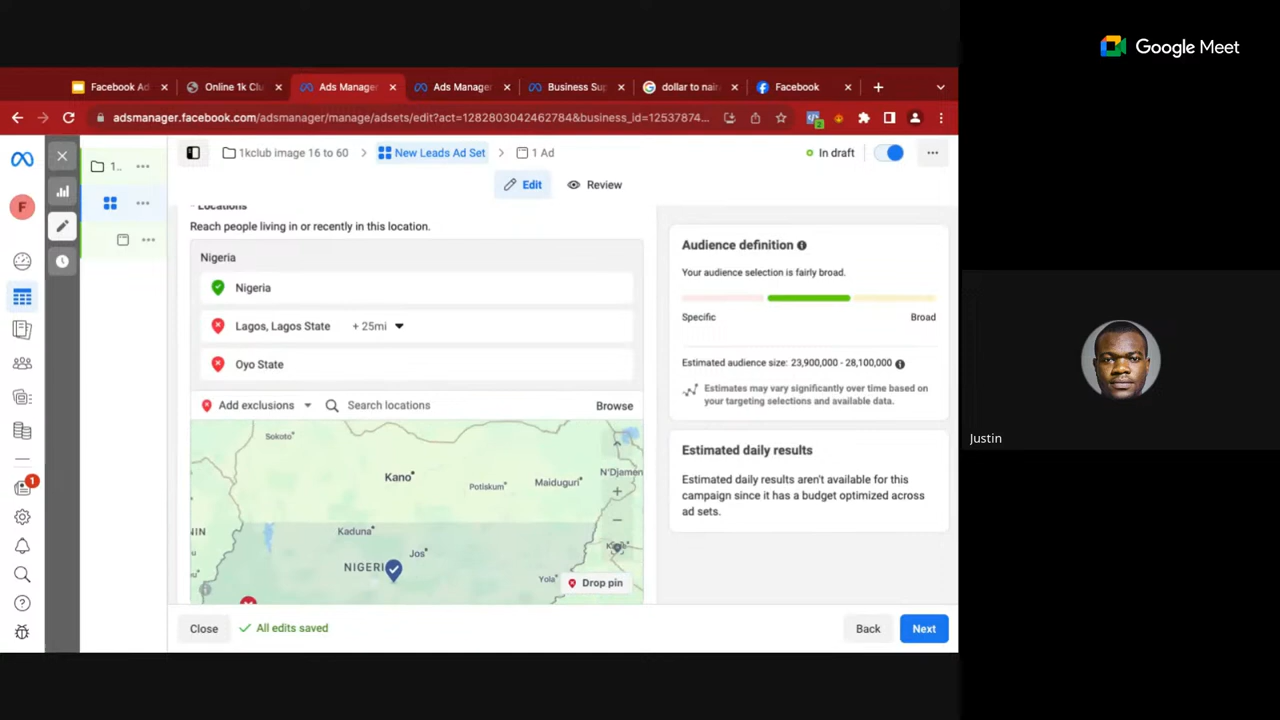 Google Meet
Facebook Ad
Online 1k Clu
Ads Manage
Ads Manager
Business Sup
dollar to nair
Facebook
adsmanager.facebook.com/adsmanager/manage/adsets/edit?act=1282803042462784&business_id=12537874...
2
F
1
1..
1kclub image 16 to 60
New Leads Ad Set
1 Ad
In draft
Edit
Review
Locations
Reach people living in or recently in this location.
Nigeria
Nigeria
Lagos, Lagos State + 25mi
Oyo State
Add exclusions
Search locations
Browse
Sokoto
Kano
Potiskum
Maiduguri
N'Djamen
NIN
Kaduna
Jos
NIGERI
Yola
Drop pin
Audience definition
Your audience selection is fairly broad.
Specific
Broad
Estimated audience size: 23,900,000 - 28,100,000
Estimates may vary significantly over time based on
your targeting selections and available data.
Estimated daily results
Estimated daily results aren't available for this
campaign since it has a budget optimized across
ad sets.
Close
All edits saved
Back
Next
Justin